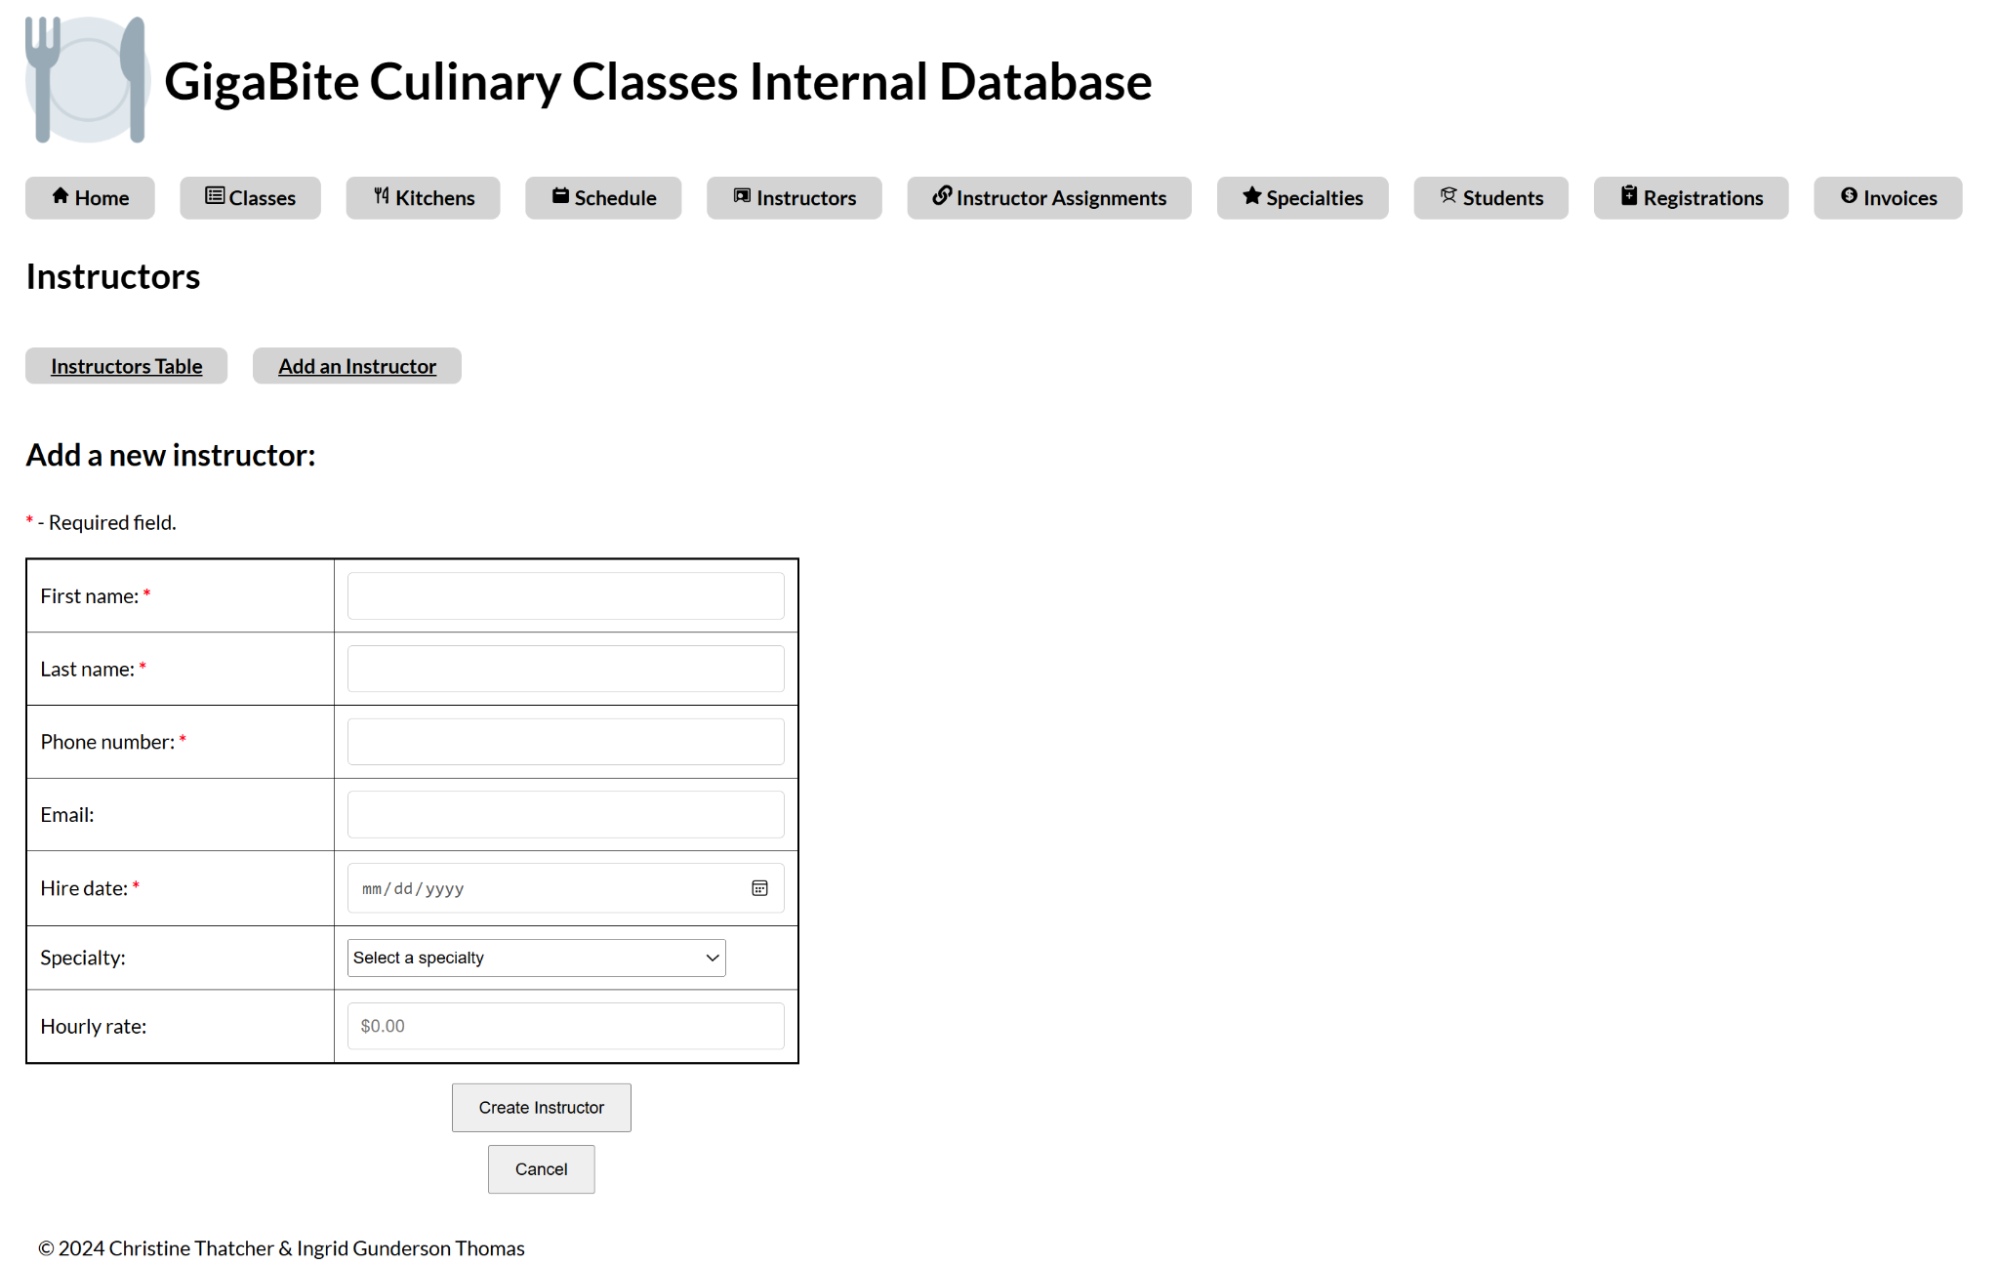 GigaBite Culinary Classes Internal Database
Home Classes Kitchens Schedule Instructors Instructor Assignments Specialties Students Registrations Invoices
Instructors
Instructors Table Add an Instructor
Add a new instructor:
* - Required field.
First name: *
Last name: *
Phone number: *
Email:
Hire date: * mm/dd/yyyy
Specialty: Select a specialty
Hourly rate: $0.00
Create Instructor
Cancel
© 2024 Christine Thatcher & Ingrid Gunderson Thomas